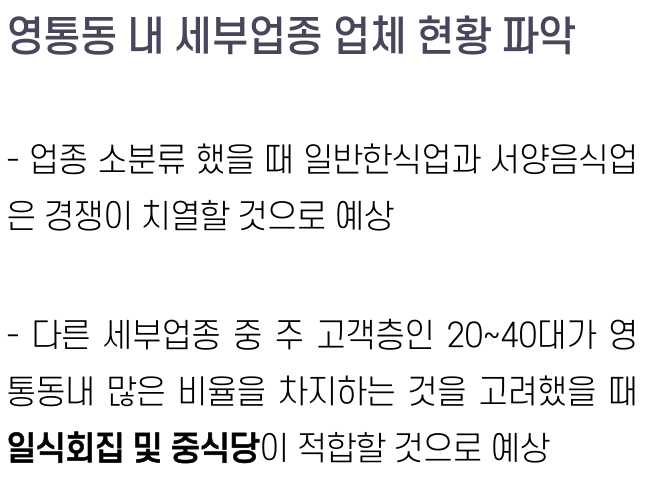 영통동 내 세부업종 업체 현황 파악
- 업종 소분류 했을 때 일반한식업과 서양음식업
은 경쟁이 치열할 것으로 예상
- 다른 세부업종 중 주 고객층인 20~40대가 영
통동내 많은 비율을 차지하는 것을 고려했을 때
일식회집 및 중식당이 적합할 것으로 예상